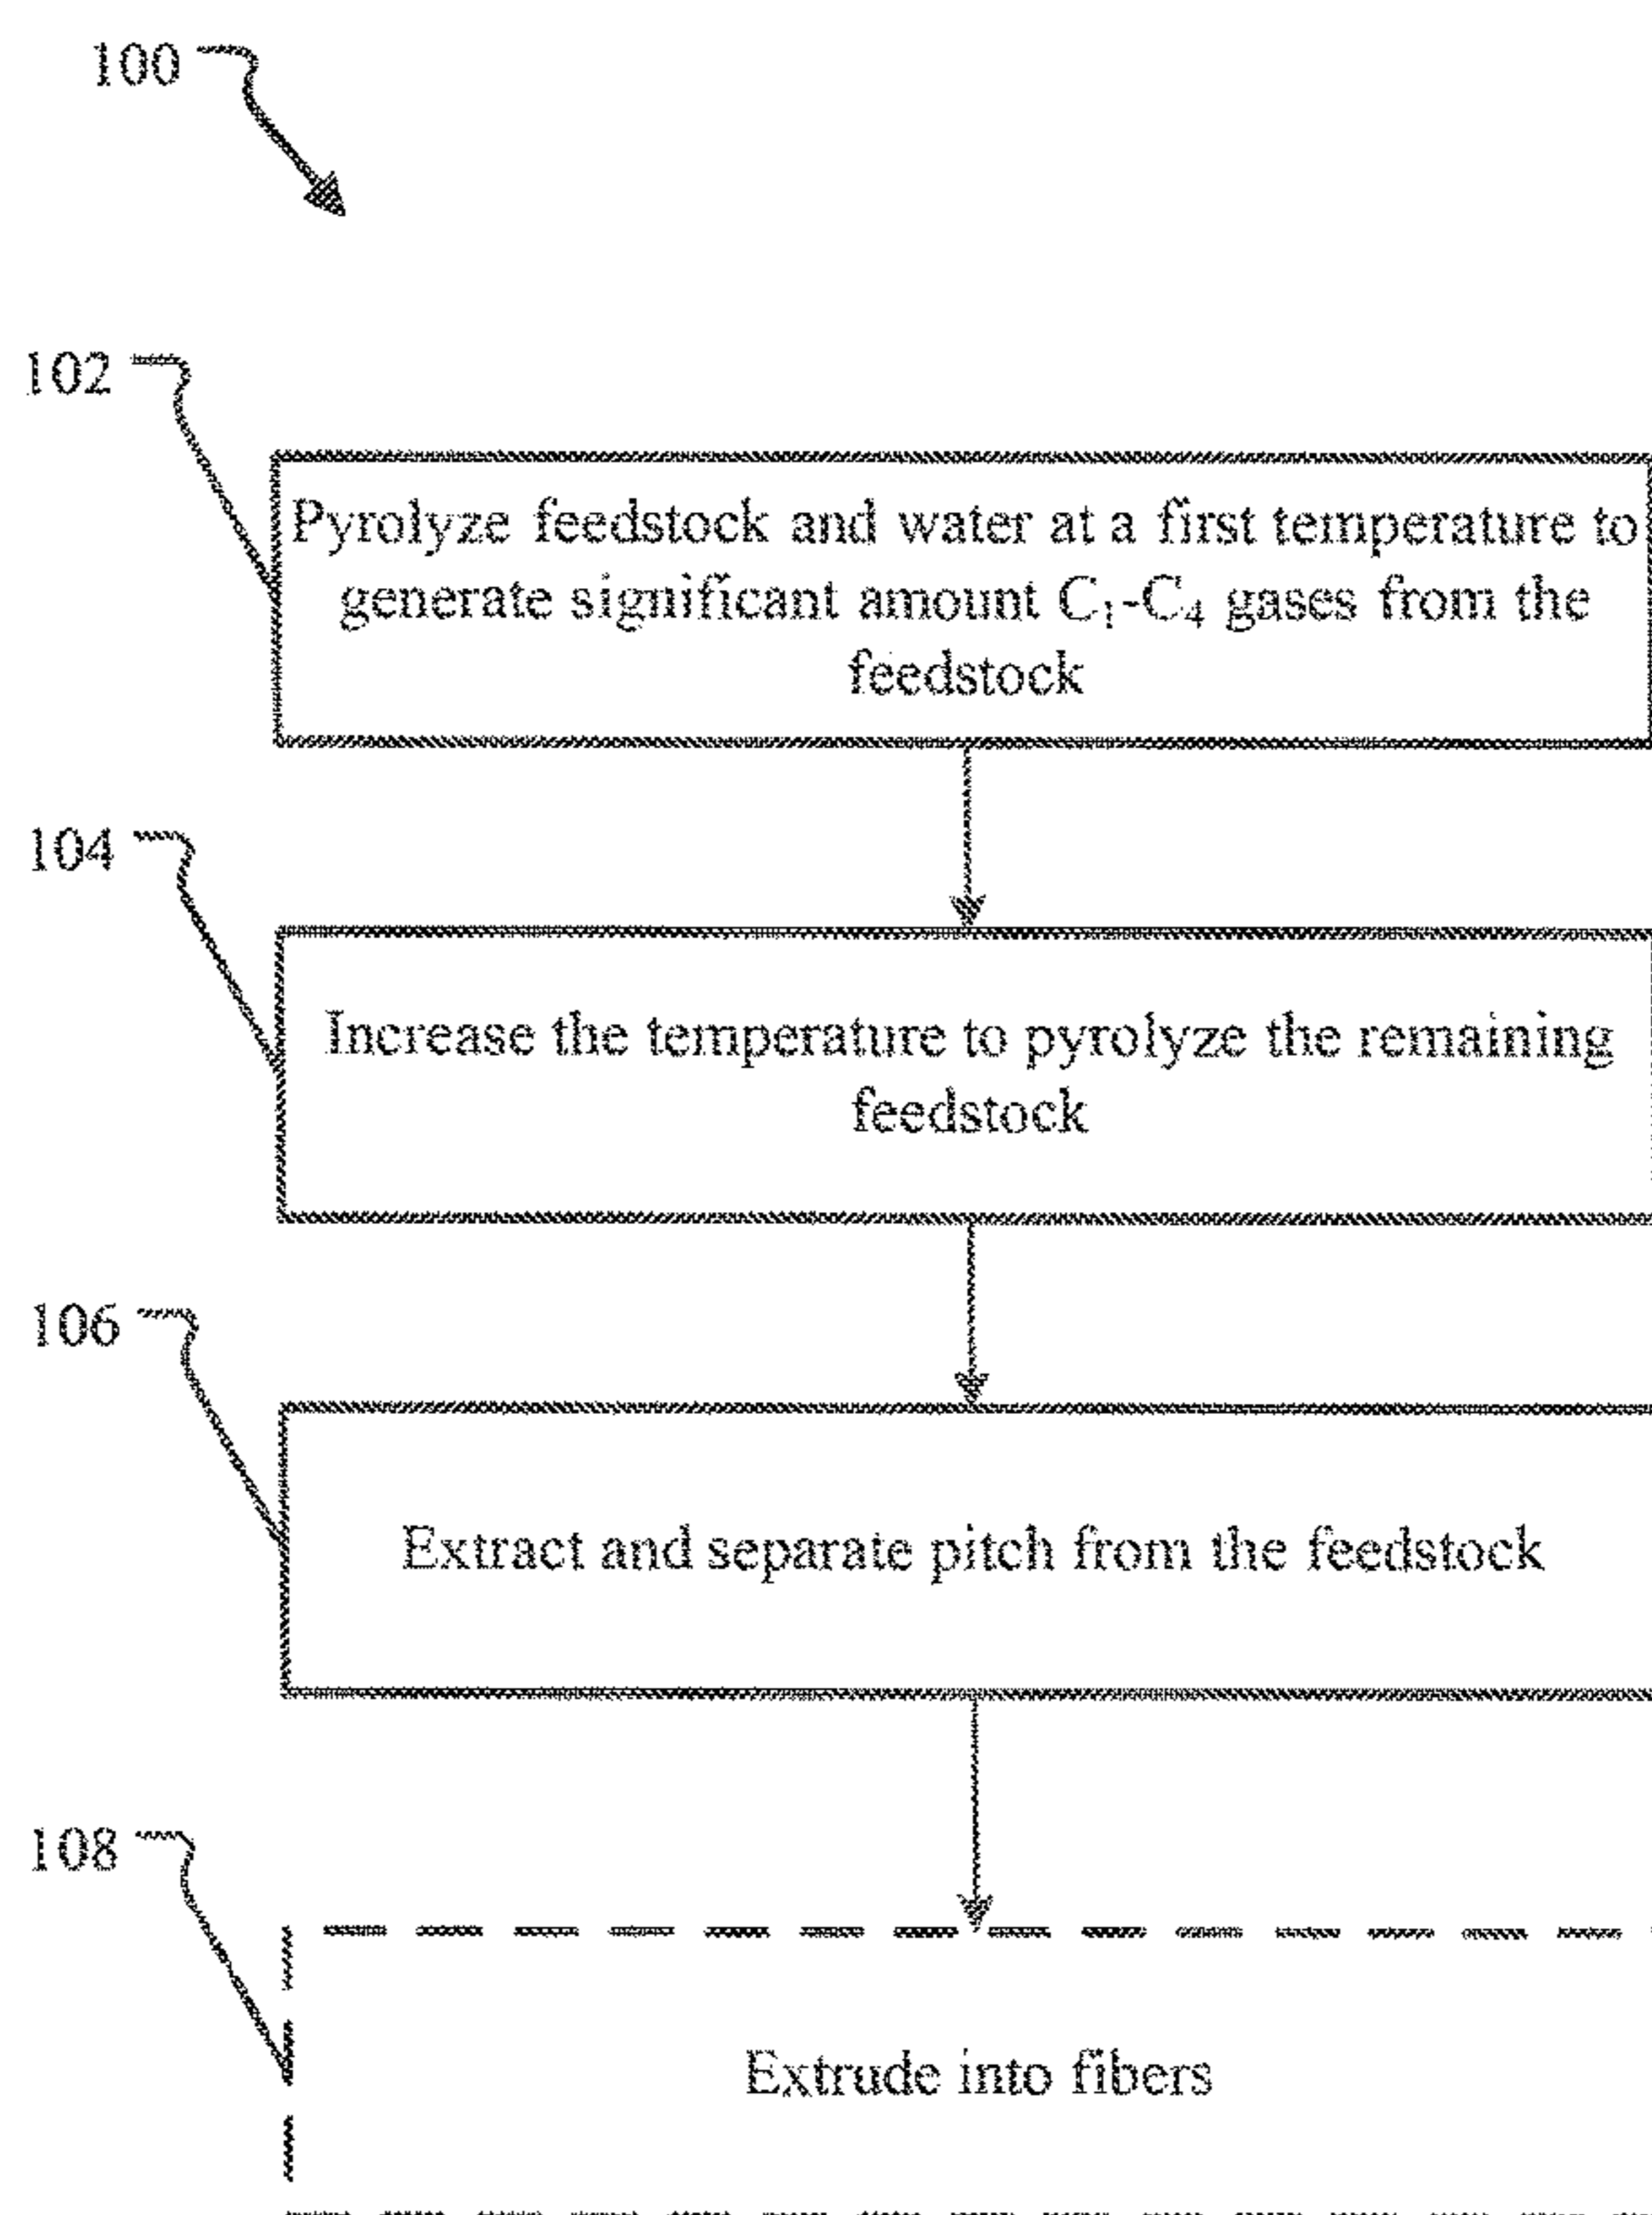 100
102
Pyrolyze feedstock and water at a first temperature to
generate significant amount C₁-C₄ gases from the
feedstock
104
Increase the temperature to pyrolyze the remaining
feedstock
106
Extract and separate pitch from the feedstock
108
Extrude into fibers